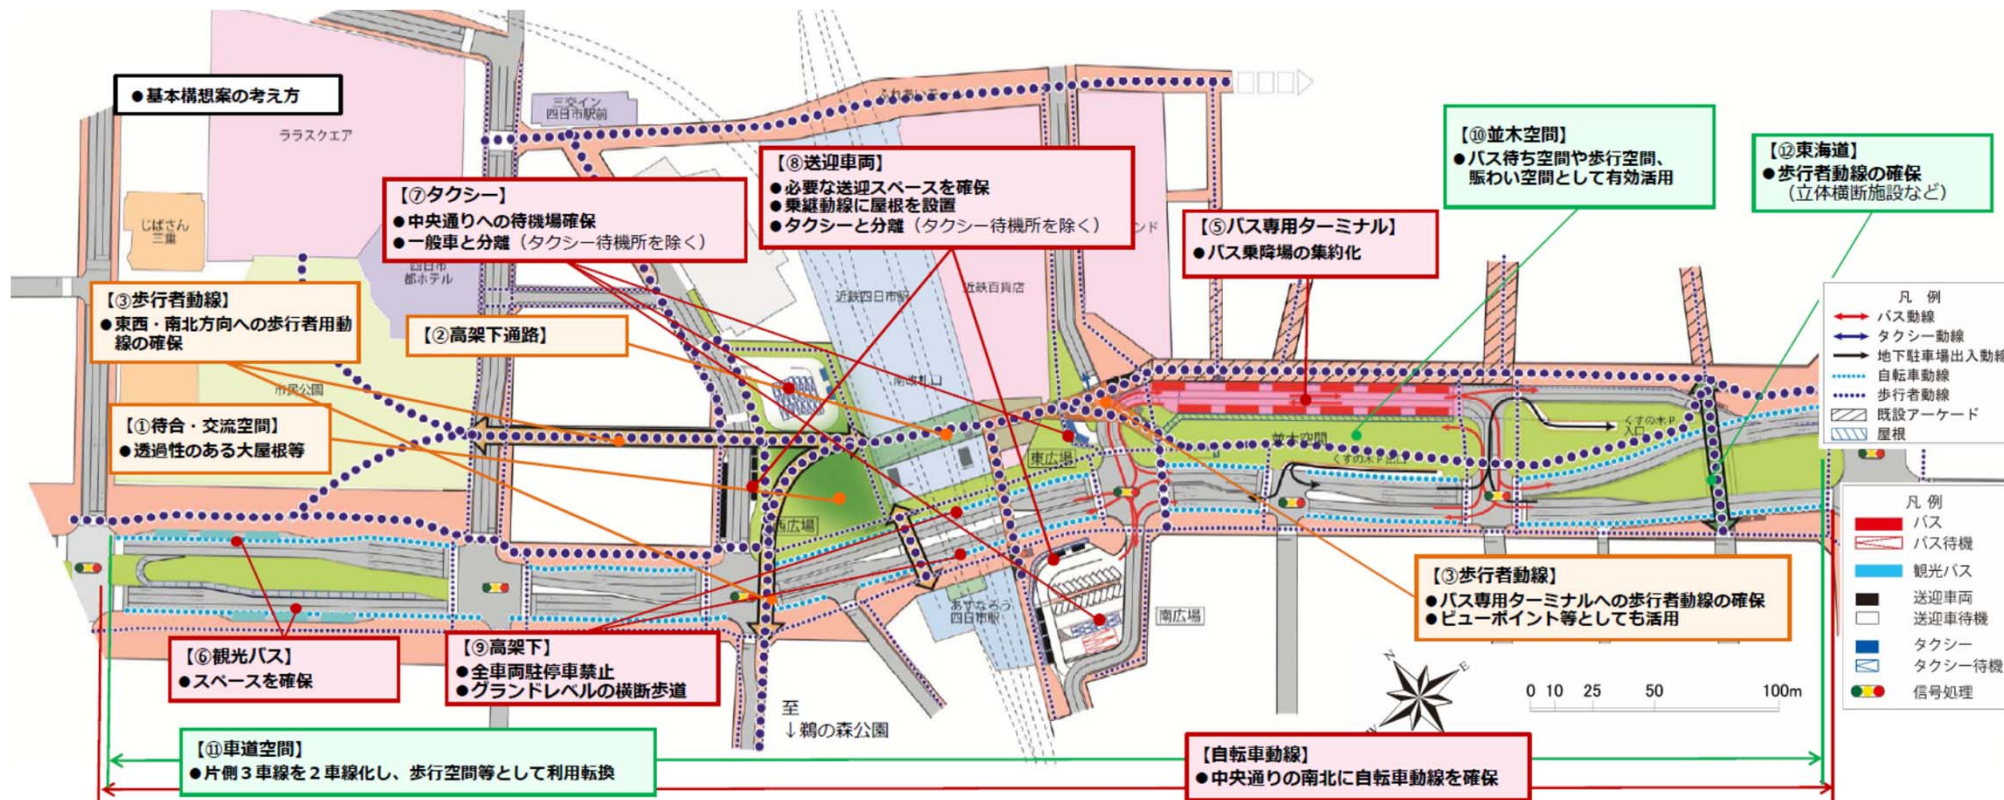 ●基本構想案の考え方
ララスクエア
三交イン
四日市駅前
ふれあいモール
じばさん
三重
四日市
都ホテル
【⑦タクシー】
●中央通りへの待機場確保
●一般車と分離（タクシー待機所を除く）
【⑧送迎車両】
●必要な送迎スペースを確保
●乗継動線に屋根を設置
●タクシーと分離（タクシー待機所を除く）
ンド
【⑩並木空間】
●バス待ち空間や歩行空間、
賑わい空間として有効活用
【⑫東海道】
●歩行者動線の確保
（立体横断施設など）
【⑤バス専用ターミナル】
●バス乗降場の集約化
【③歩行者動線】
●東西・南北方向への歩行者用動
線の確保
【②高架下通路】
近鉄四日市駅
近鉄百貨店
南改札口
市民公園
【①待合・交流空間】
●透過性のある大屋根等
東広場
並木空間
くすの木P出口
くすの木P
入口
西広場
あすなろう
四日市駅
南広場
凡 例
バス動線
タクシー動線
地下駐車場出入動線
自転車動線
歩行者動線
既設アーケード
屋根
凡 例
バス
バス待機
観光バス
送迎車両
送迎車待機
タクシー
タクシー待機
信号処理
【③歩行者動線】
●バス専用ターミナルへの歩行者動線の確保
●ビューポイント等としても活用
【⑥観光バス】
●スペースを確保
【⑨高架下】
●全車両駐停車禁止
●グランドレベルの横断歩道
至
↓鵜の森公園
N
E
W
0 10 25 50 100m
【⑪車道空間】
●片側３車線を２車線化し、歩行空間等として利用転換
【自転車動線】
●中央通りの南北に自転車動線を確保